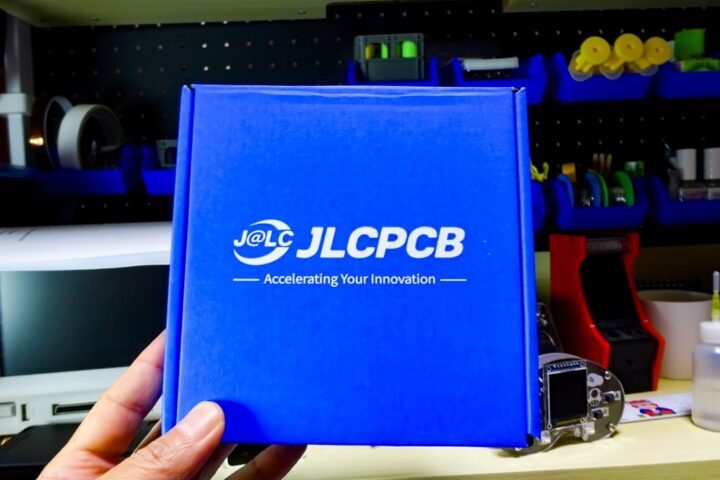 J@LC JLCPCB
Accelerating Your Innovation